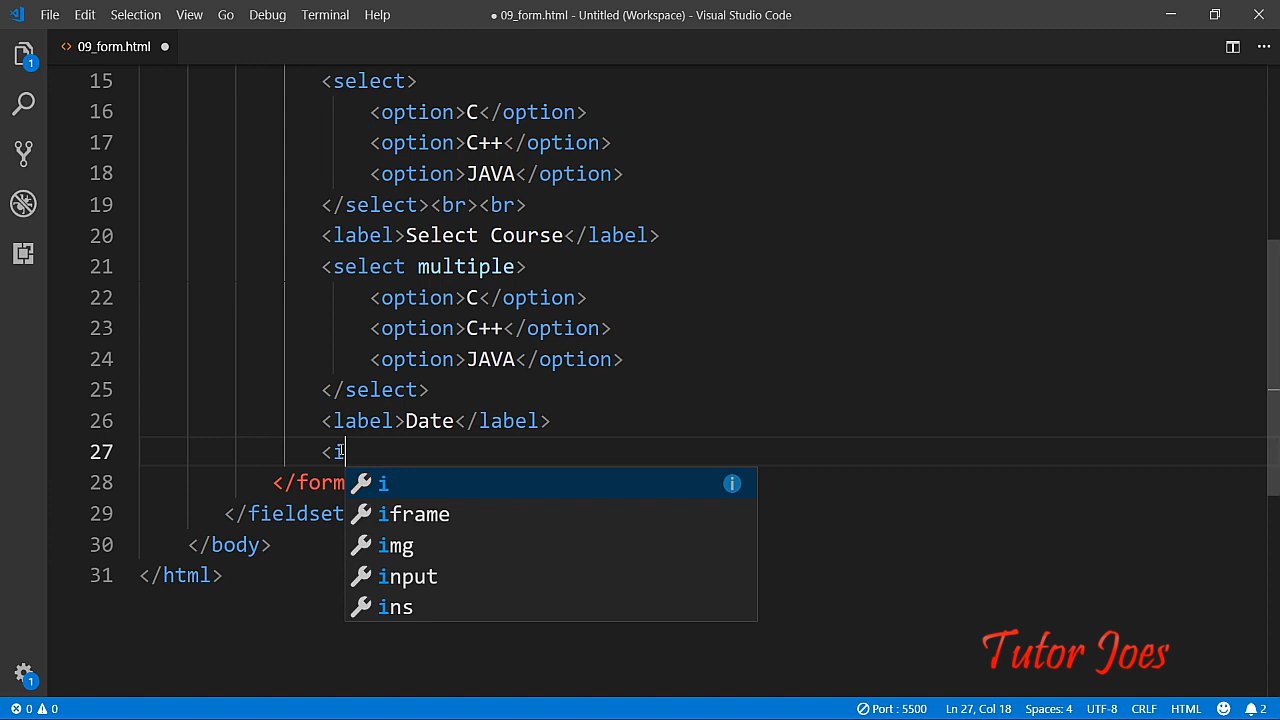 File Edit Selection View Go Debug Terminal Help
● 09_form.html - Untitled (Workspace) - Visual Studio Code
<> 09_form.html ●
15 <select>
16 <option>C</option>
17 <option>C++</option>
18 <option>JAVA</option>
19 </select><br><br>
20 <label>Select Course</label>
21 <select multiple>
22 <option>C</option>
23 <option>C++</option>
24 <option>JAVA</option>
25 </select>
26 <label>Date</label>
27 <i
28 </form
i
29 </fieldset
iframe
30 </body>
img
31 </html>
input
ins
1
1
Tutor Joes
0 0 Port : 5500 Ln 27, Col 18 Spaces: 4 UTF-8 CRLF HTML 2